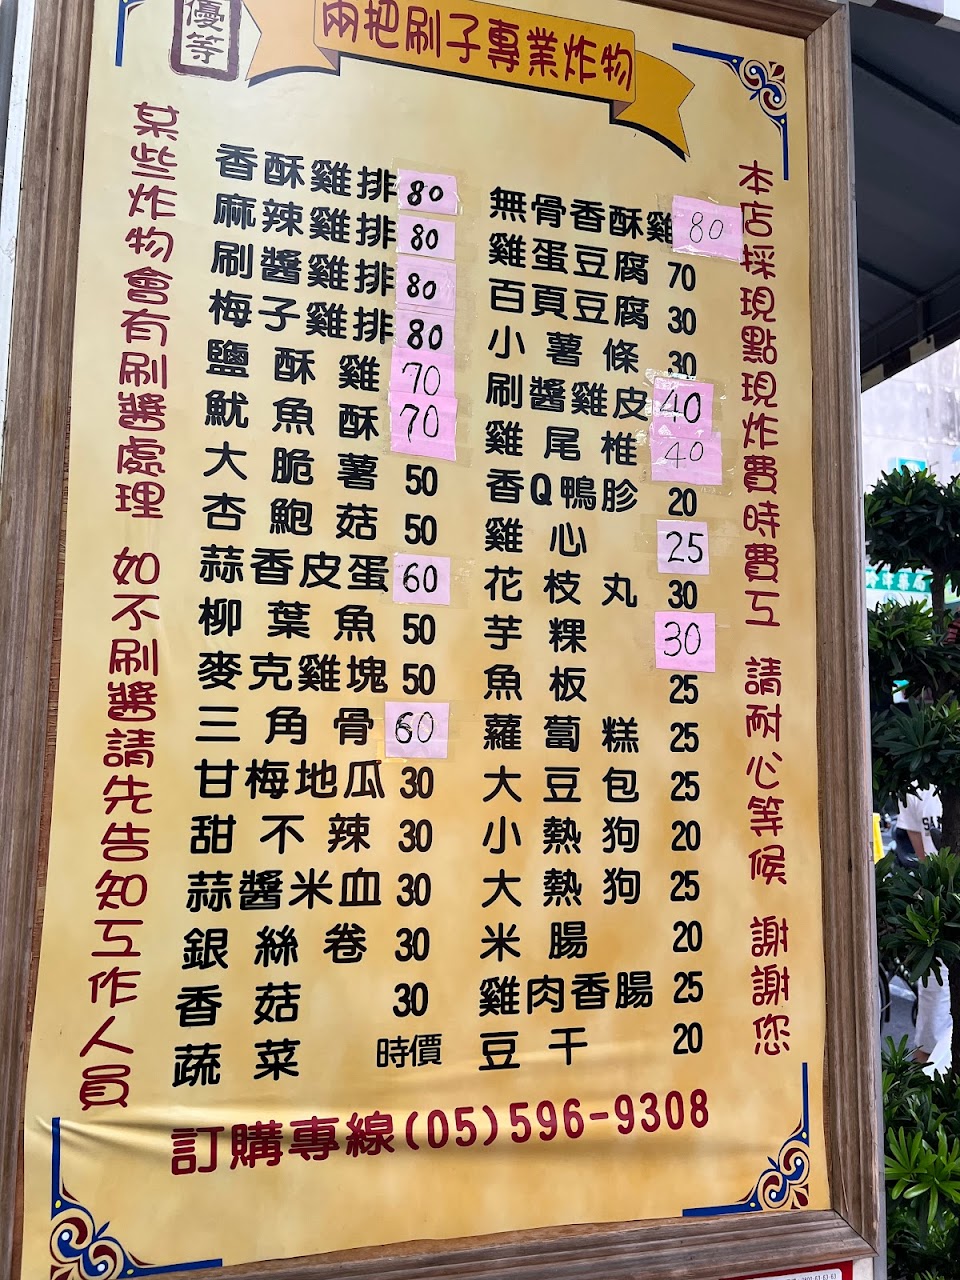 優等
兩把刷子專業炸物
某些炸物會有刷醬處理 如不刷醬請先告知工作人員
香酥雞排 80
麻辣雞排 80
刷醬雞排 80
梅子雞排 80
鹽酥雞 70
魷魚酥 70
大脆薯 50
杏鮑菇 50
蒜香皮蛋 60
柳葉魚 50
麥克雞塊 50
三角骨 60
甘梅地瓜 30
甜不辣 30
蒜醬米血 30
銀絲卷 30
香菇 30
蔬菜 時價
無骨香酥雞 80
雞蛋豆腐 70
百頁豆腐 30
小薯條 30
刷醬雞皮 40
雞尾椎 40
香Q鴨胗 20
雞心 25
花枝丸 30
芋粿 30
魚板 25
蘿蔔糕 25
大豆包 25
小熱狗 20
大熱狗 25
米腸 20
雞肉香腸 25
豆干 20
本店採現點現炸費時費工 請耐心等候 謝謝您
訂購專線(05)596-9308